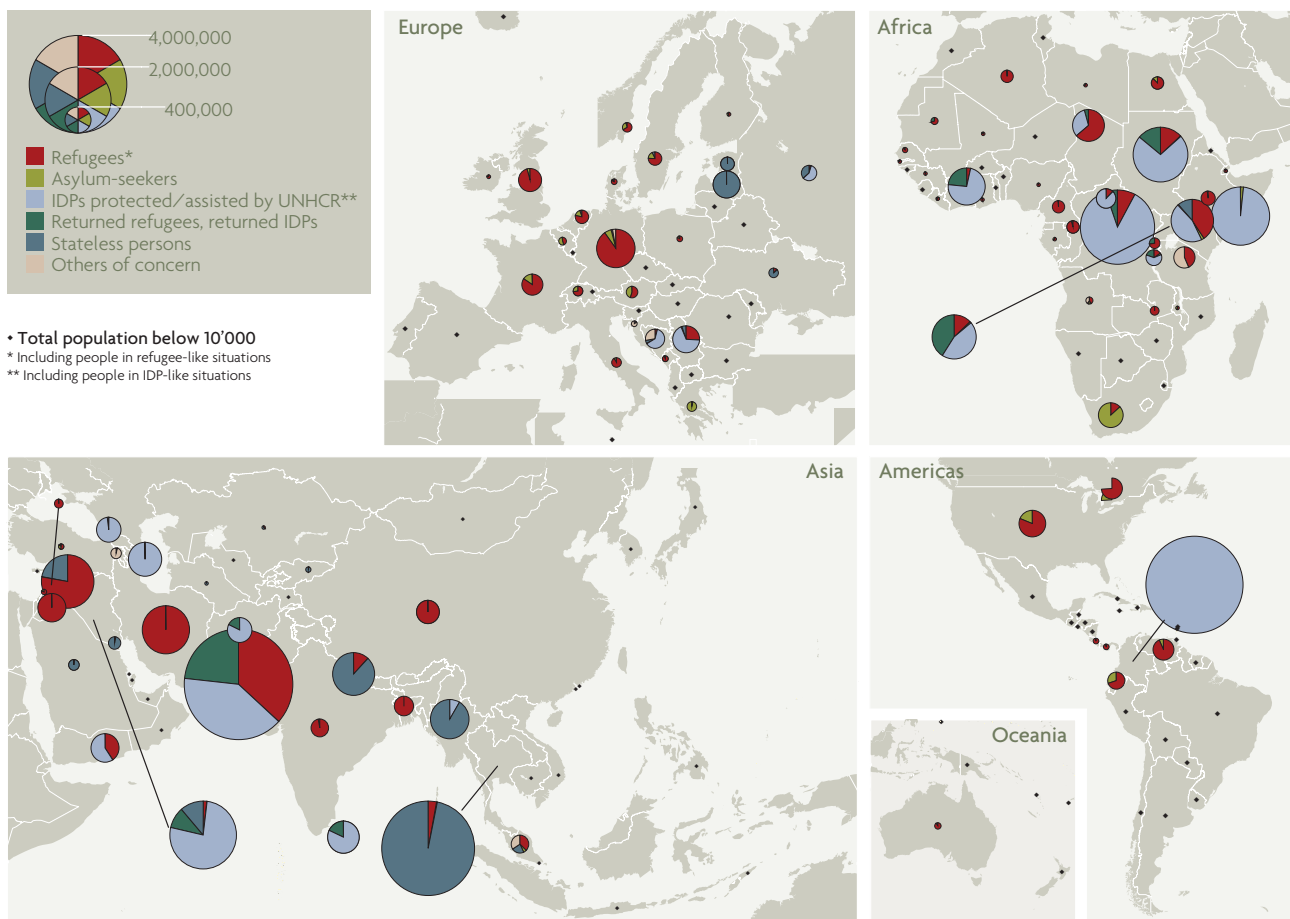 4,000,000
2,000,000
400,000
Refugees*
Asylum-seekers
IDPs protected/assisted by UNHCR**
Returned refugees, returned IDPs
Stateless persons
Others of concern
Total population below 10'000
* Including people in refugee-like situations
** Including people in IDP-like situations
Europe
Africa
Asia
Americas
Oceania